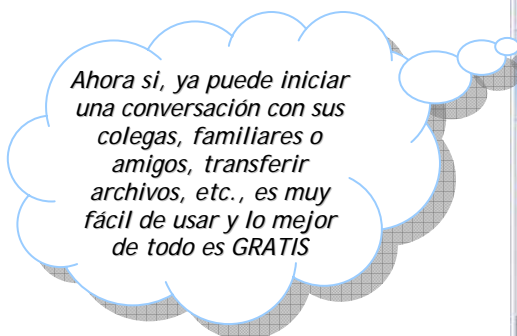 Ahora si, ya puede iniciar
una conversación con sus
colegas, familiares o
amigos, transferir
archivos, etc., es muy
fácil de usar y lo mejor
de todo es GRATIS